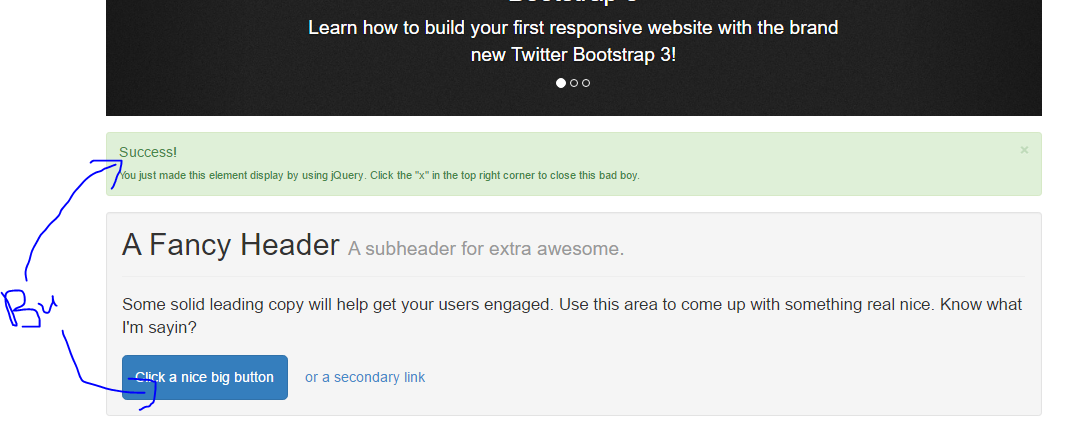 Bootstrap 3
Learn how to build your first responsive website with the brand
new Twitter Bootstrap 3!
Success!
×
You just made this element display by using jQuery. Click the "x" in the top right corner to close this bad boy.
A Fancy Header A subheader for extra awesome.
Some solid leading copy will help get your users engaged. Use this area to come up with something real nice. Know what
I'm sayin?
Bu
Click a nice big button or a secondary link